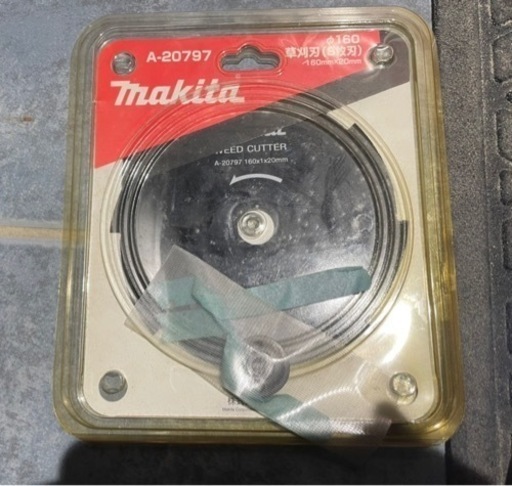 A-20797
φ160
草刈刃(8枚刃)
160mm×20mm
makita
WEED CUTTER
A-20797 160x1x20mm